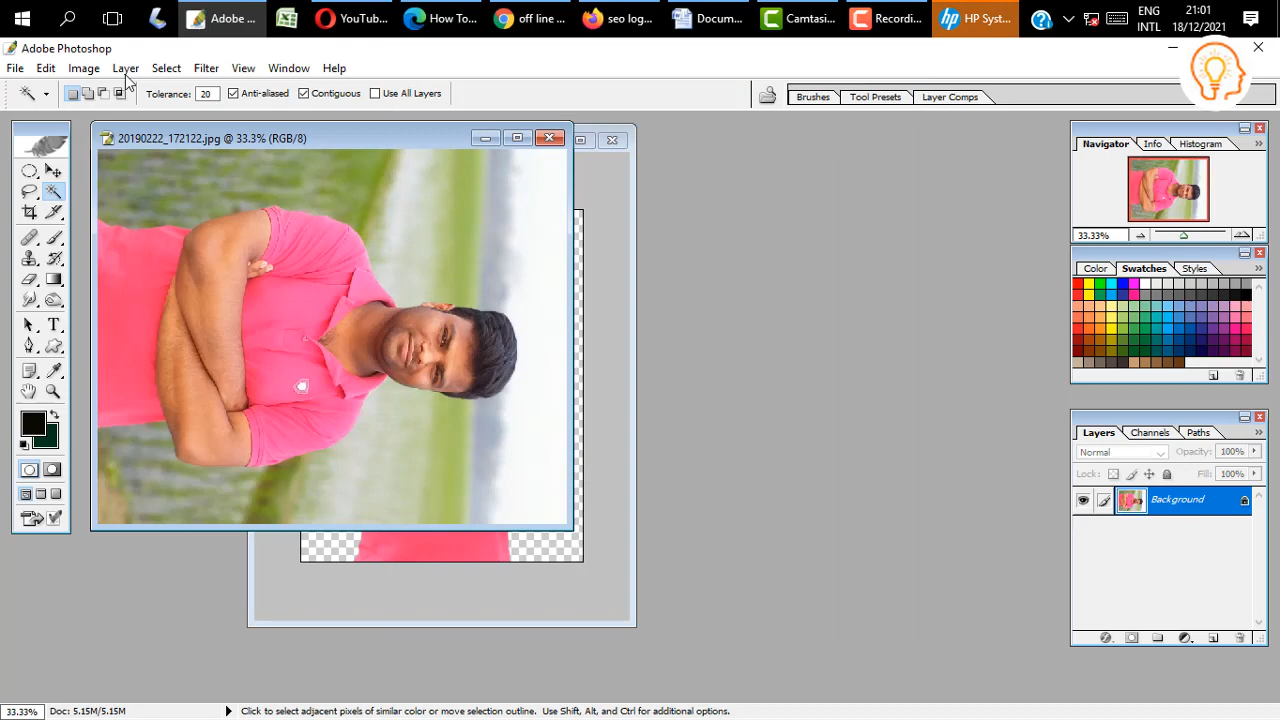 Adobe ...
YouTub...
How To...
off line ...
seo log...
Docum...
Camtasi...
Recordi...
HP Sys...
ENG
INTL
21:01
18/12/2021
Adobe Photoshop
File Edit Image Layer Select Filter View Window Help
Tolerance: 20 Anti-aliased Contiguous Use All Layers
Brushes Tool Presets Layer Comps
20190222_172122.jpg @ 33.3% (RGB/8)
Navigator Info Histogram
33.33%
Color Swatches Styles
Layers Channels Paths
Normal Opacity: 100%
Lock: Fill: 100%
Background
33.33% Doc: 5.15M/5.15M Click to select adjacent pixels of similar color or move selection outline. Use Shift, Alt, and Ctrl for additional options.